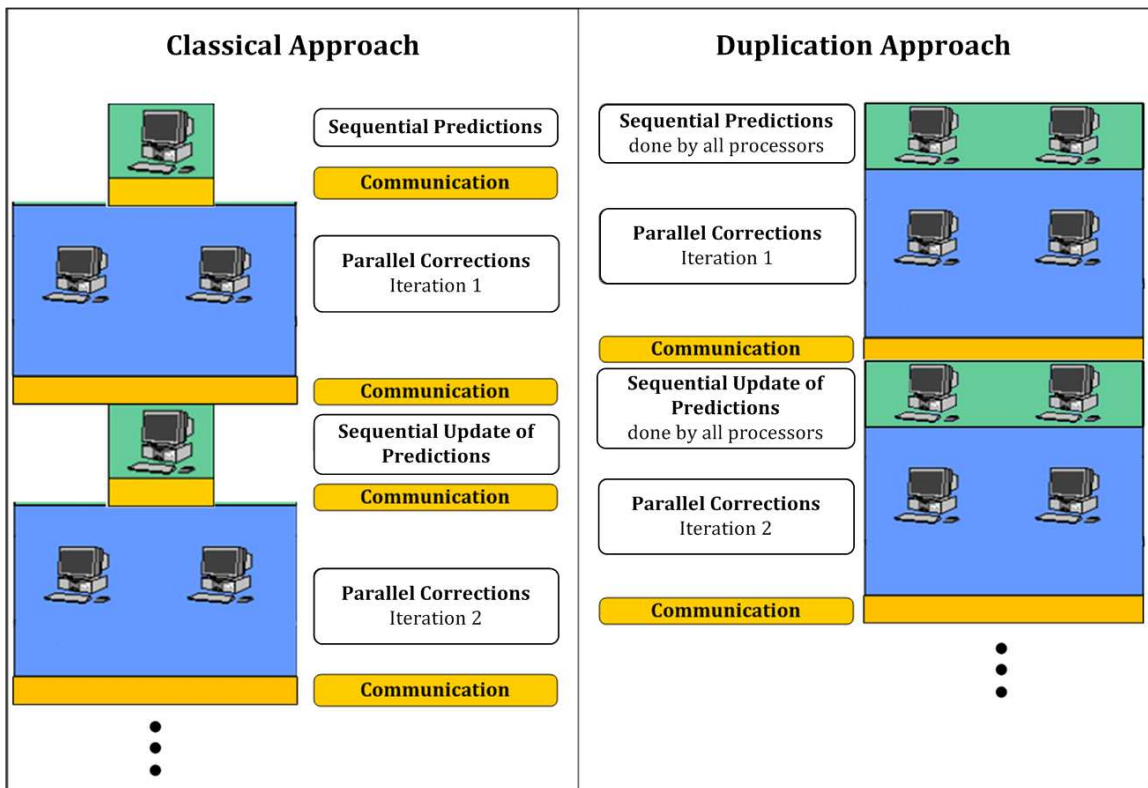 Classical Approach
Sequential Predictions
Communication
Parallel Corrections
Iteration 1
Communication
Sequential Update of
Predictions
Communication
Parallel Corrections
Iteration 2
Communication
Duplication Approach
Sequential Predictions
done by all processors
Parallel Corrections
Iteration 1
Communication
Sequential Update of
Predictions
done by all processors
Parallel Corrections
Iteration 2
Communication